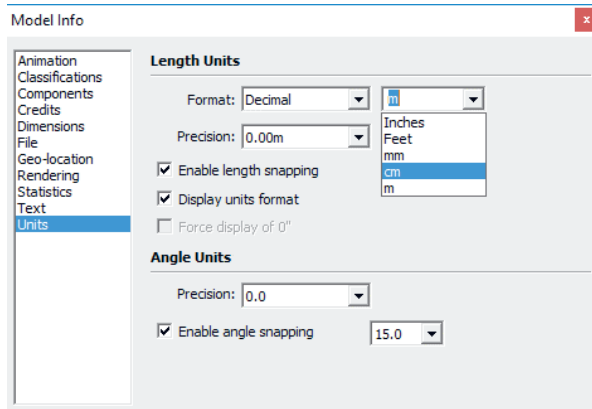 Model Info
x
Animation
Classifications
Components
Credits
Dimensions
File
Geo-location
Rendering
Statistics
Text
Units
Length Units
Format: Decimal m
Inches
Feet
mm
cm
m
Precision: 0.00m
Enable length snapping
Display units format
Force display of 0"
Angle Units
Precision: 0.0
Enable angle snapping 15.0